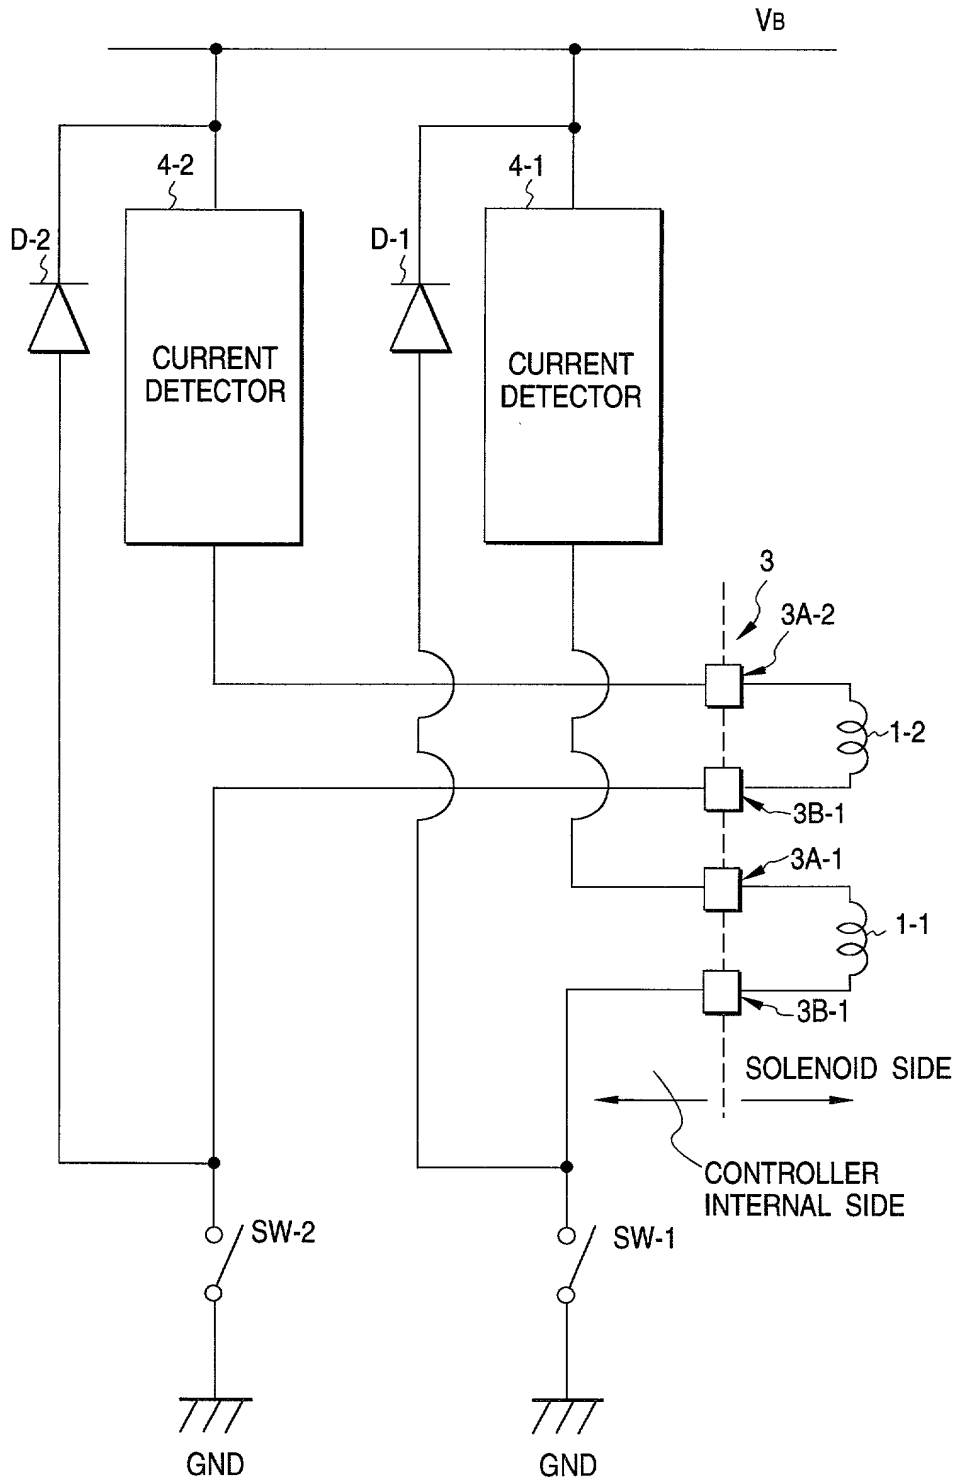 VB
4-2
4-1
D-2
D-1
CURRENT
DETECTOR
CURRENT
DETECTOR
3
3A-2
1-2
3B-1
3A-1
1-1
3B-1
SOLENOID SIDE
CONTROLLER
INTERNAL SIDE
SW-2
SW-1
GND
GND